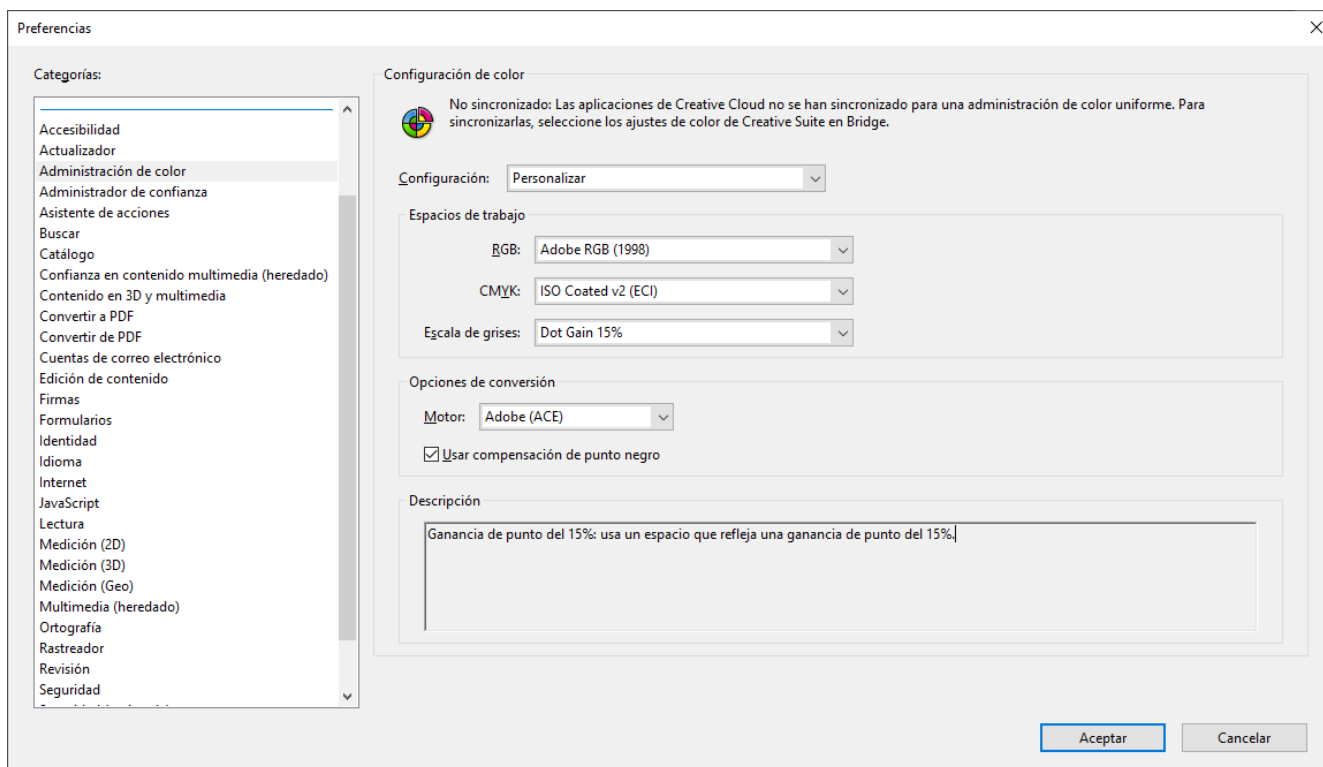 Preferencias
Categorías:
Accesibilidad
Actualizador
Administración de color
Administrador de confianza
Asistente de acciones
Buscar
Catálogo
Confianza en contenido multimedia (heredado)
Contenido en 3D y multimedia
Convertir a PDF
Convertir de PDF
Cuentas de correo electrónico
Edición de contenido
Firmas
Formularios
Identidad
Idioma
Internet
JavaScript
Lectura
Medición (2D)
Medición (3D)
Medición (Geo)
Multimedia (heredado)
Ortografía
Rastreador
Revisión
Seguridad
Configuración de color
No sincronizado: Las aplicaciones de Creative Cloud no se han sincronizado para una administración de color uniforme. Para
sincronizarlas, seleccione los ajustes de color de Creative Suite en Bridge.
Configuración: Personalizar
Espacios de trabajo
RGB: Adobe RGB (1998)
CMYK: ISO Coated v2 (ECI)
Escala de grises: Dot Gain 15%
Opciones de conversión
Motor: Adobe (ACE)
Usar compensación de punto negro
Descripción
Ganancia de punto del 15%: usa un espacio que refleja una ganancia de punto del 15%.
Aceptar Cancelar